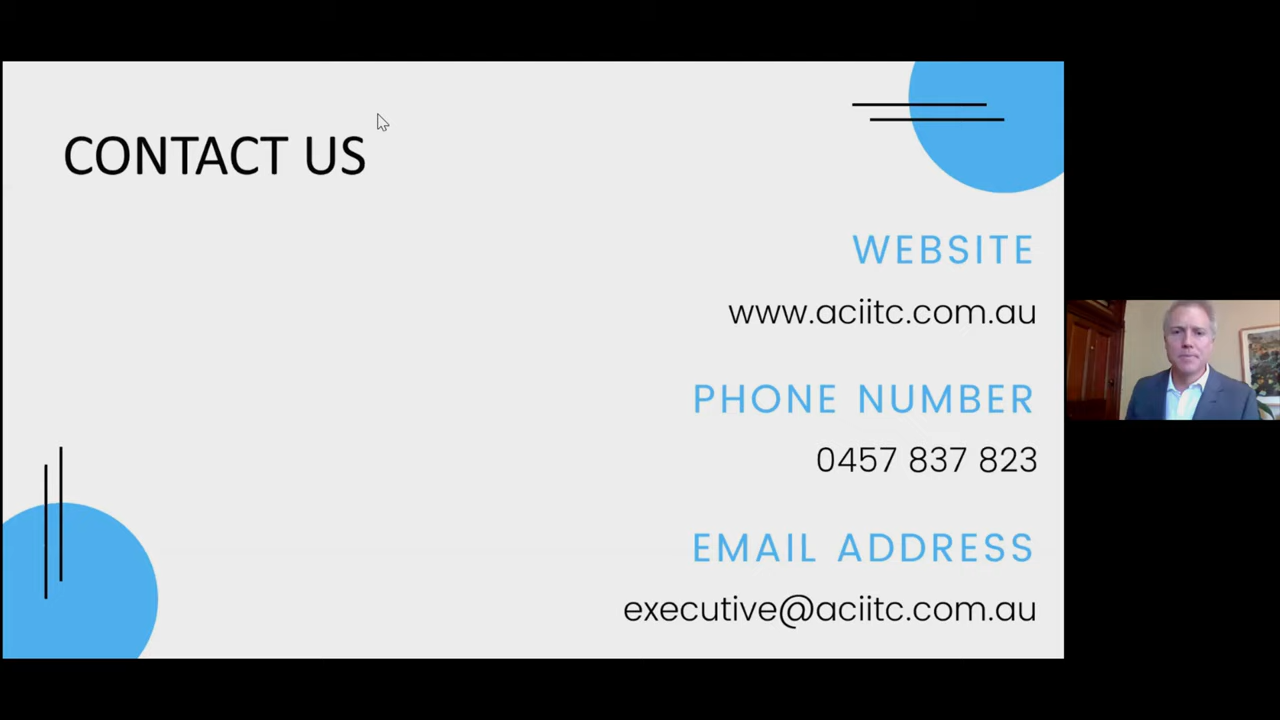 CONTACT US
WEBSITE
www.aciitc.com.au
PHONE NUMBER
0457 837 823
EMAIL ADDRESS
executive@aciitc.com.au